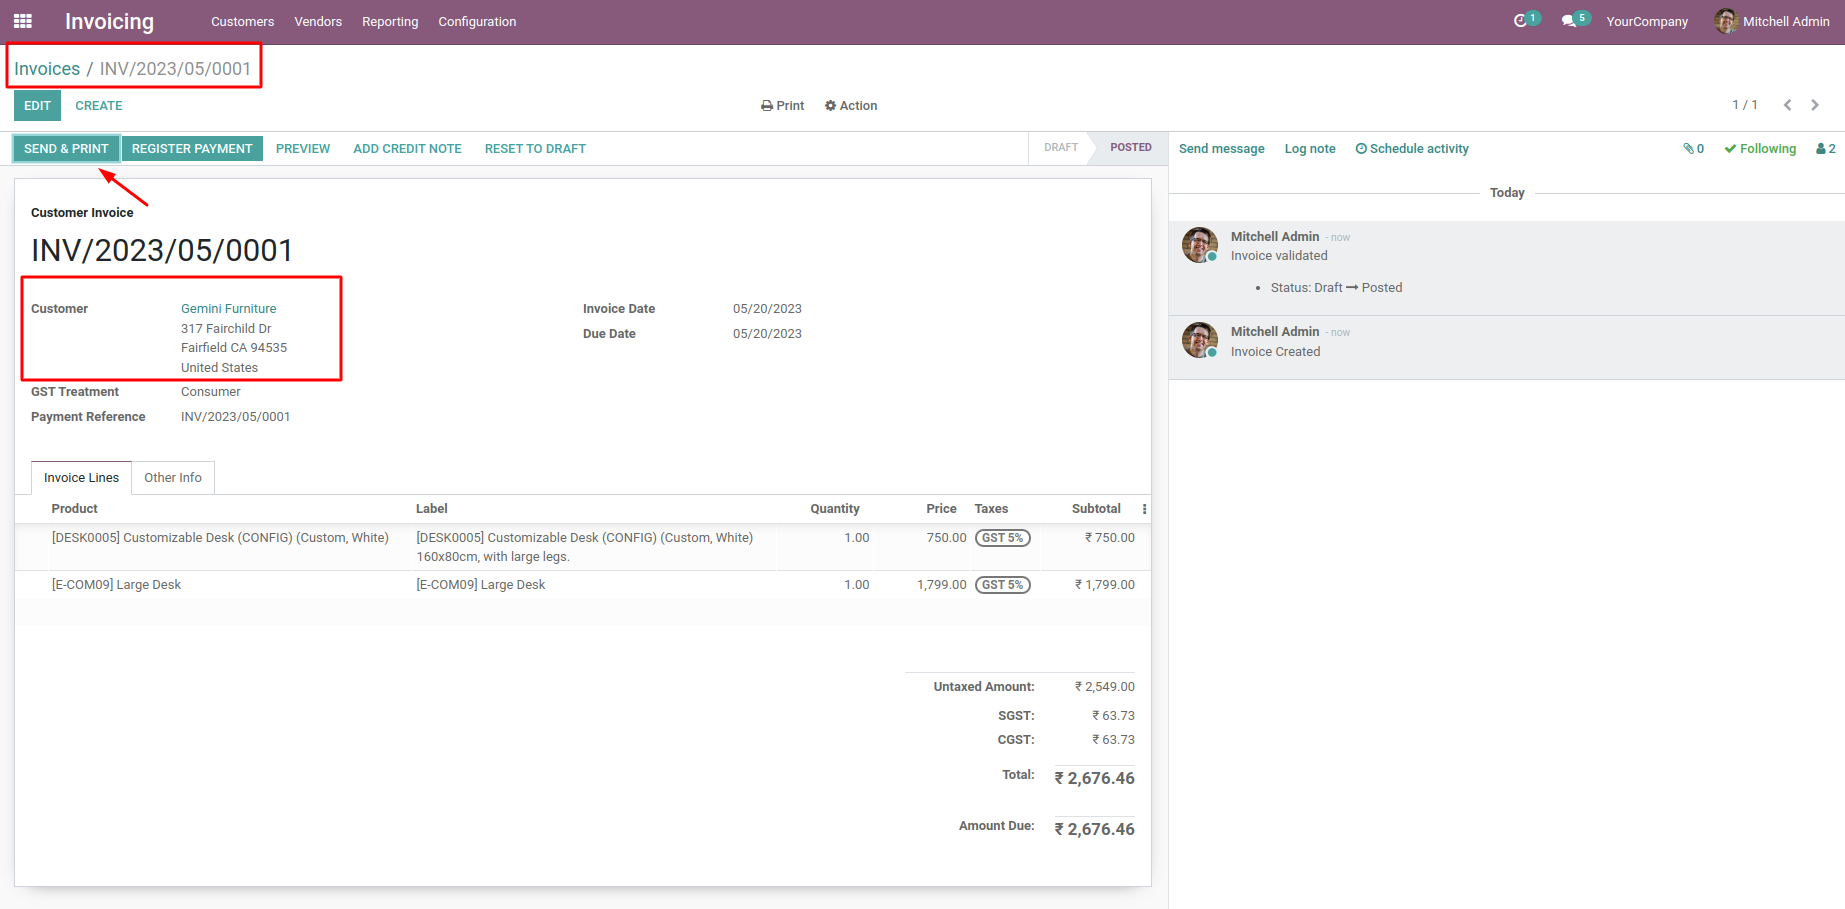 Invoicing Customers Vendors Reporting Configuration 1 5 YourCompany Mitchell Admin
Invoices / INV/2023/05/0001
EDIT CREATE Print Action 1 / 1
SEND & PRINT REGISTER PAYMENT PREVIEW ADD CREDIT NOTE RESET TO DRAFT DRAFT POSTED
Send message Log note Schedule activity 0 Following 2
Customer Invoice
INV/2023/05/0001
Customer Gemini Furniture
317 Fairchild Dr
Fairfield CA 94535
United States
GST Treatment Consumer
Payment Reference INV/2023/05/0001
Invoice Date 05/20/2023
Due Date 05/20/2023
Invoice Lines Other Info
Product Label Quantity Price Taxes Subtotal
[DESK0005] Customizable Desk (CONFIG) (Custom, White) [DESK0005] Customizable Desk (CONFIG) (Custom, White) 1.00 750.00 GST 5% ₹ 750.00
160x80cm, with large legs.
[E-COM09] Large Desk [E-COM09] Large Desk 1.00 1,799.00 GST 5% ₹ 1,799.00
Untaxed Amount: ₹ 2,549.00
SGST: ₹ 63.73
CGST: ₹ 63.73
Total: ₹ 2,676.46
Amount Due: ₹ 2,676.46
Today
Mitchell Admin - now
Invoice validated
• Status: Draft → Posted
Mitchell Admin - now
Invoice Created